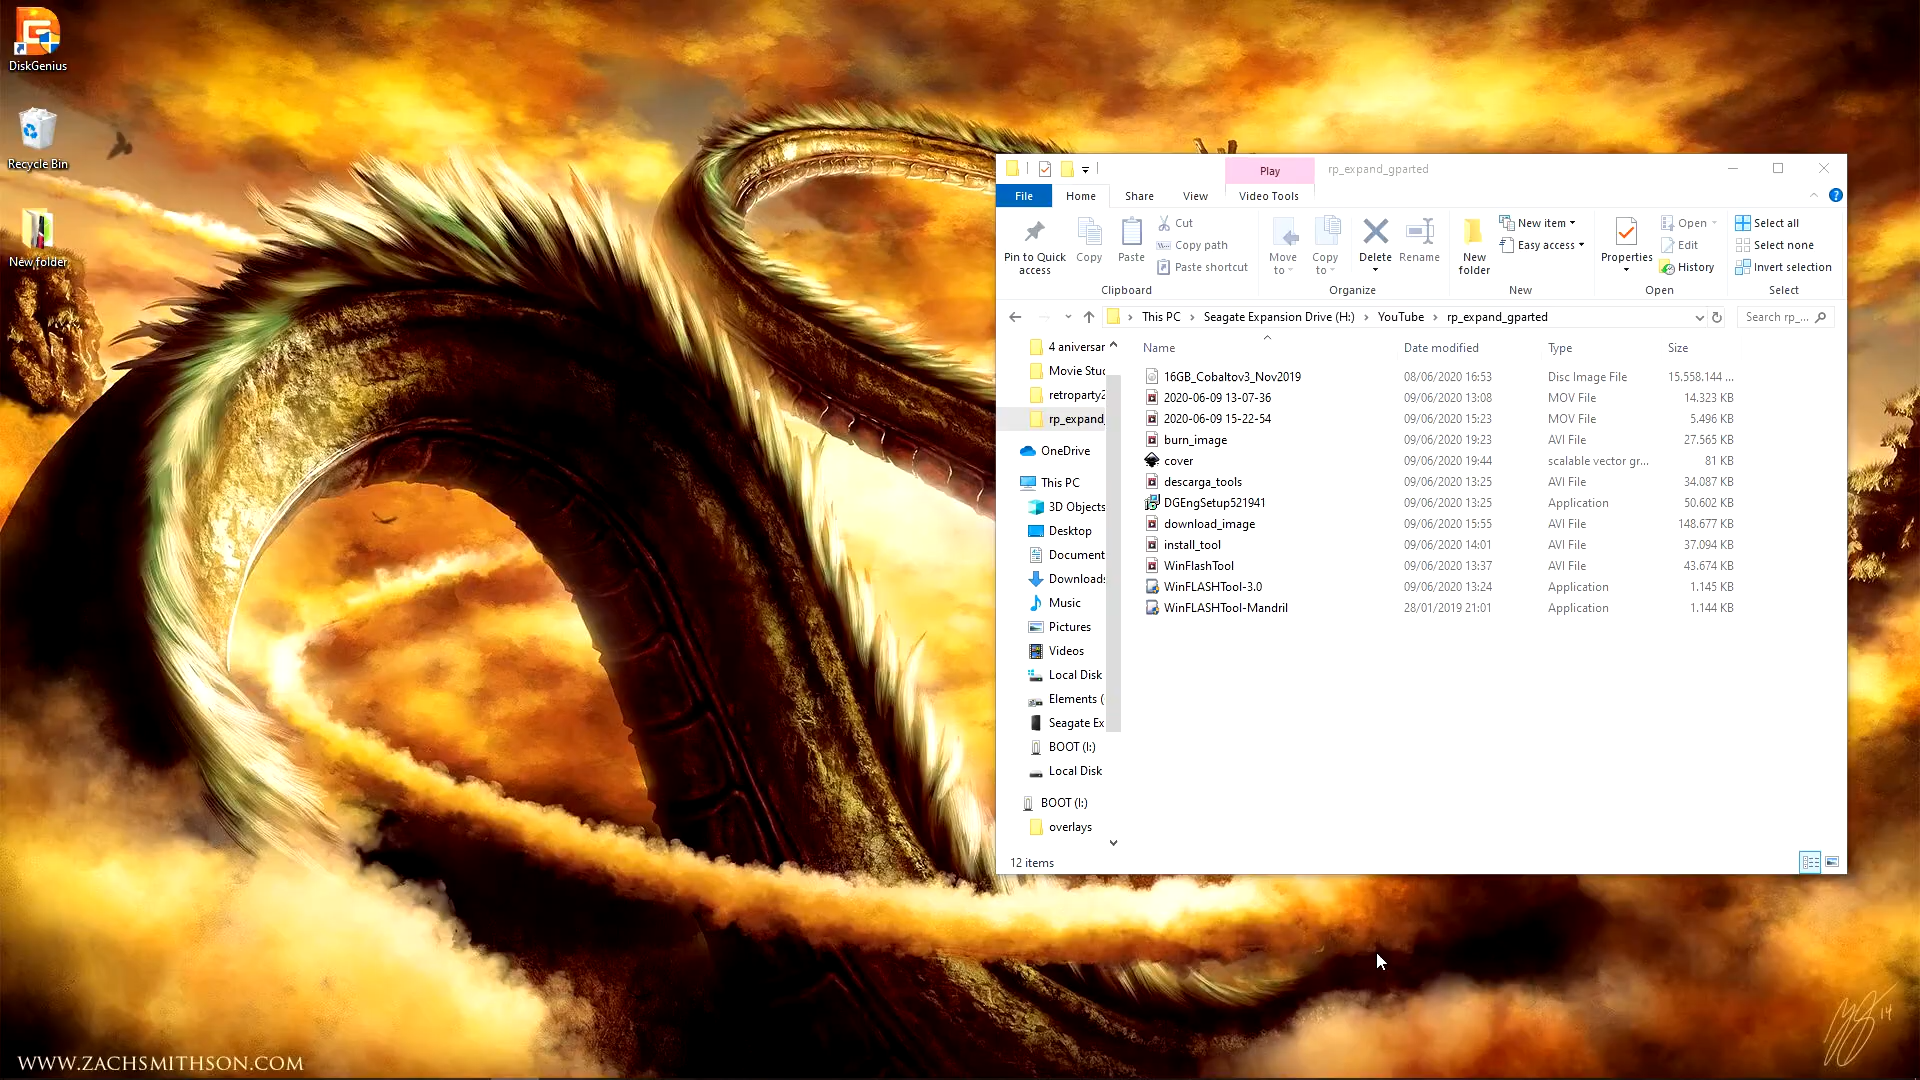 DiskGenius
Recycle Bin
New folder
Play rp_expand_gparted
File Home Share View Video Tools
Pin to Quick access
Copy
Paste
Cut
Copy path
Paste shortcut
Clipboard
Move to
Copy to
Delete
Rename
Organize
New folder
New item
Easy access
New
Properties
Open
Edit
History
Open
Select all
Select none
Invert selection
Select
This PC Seagate Expansion Drive (H:) YouTube rp_expand_gparted
Search rp_...
4 aniversar
Movie Stu
retroparty2
rp_expand_
OneDrive
This PC
3D Objects
Desktop
Document
Downloads
Music
Pictures
Videos
Local Disk
Elements (
Seagate Ex
BOOT (I:)
Local Disk
BOOT (I:)
overlays
Name Date modified Type Size
16GB_Cobaltov3_Nov2019 08/06/2020 16:53 Disc Image File 15.558.144 ...
2020-06-09 13-07-36 09/06/2020 13:08 MOV File 14.323 KB
2020-06-09 15-22-54 09/06/2020 15:23 MOV File 5.496 KB
burn_image 09/06/2020 19:23 AVI File 27.565 KB
cover 09/06/2020 19:44 scalable vector gr... 81 KB
descarga_tools 09/06/2020 13:25 AVI File 34.087 KB
DGEngSetup521941 09/06/2020 13:25 Application 50.602 KB
download_image 09/06/2020 15:55 AVI File 148.677 KB
install_tool 09/06/2020 14:01 AVI File 37.094 KB
WinFlashTool 09/06/2020 13:37 AVI File 43.674 KB
WinFLASHTool-3.0 09/06/2020 13:24 Application 1.145 KB
WinFLASHTool-Mandril 28/01/2019 21:01 Application 1.144 KB
12 items
WWW.ZACHSMITHSON.COM